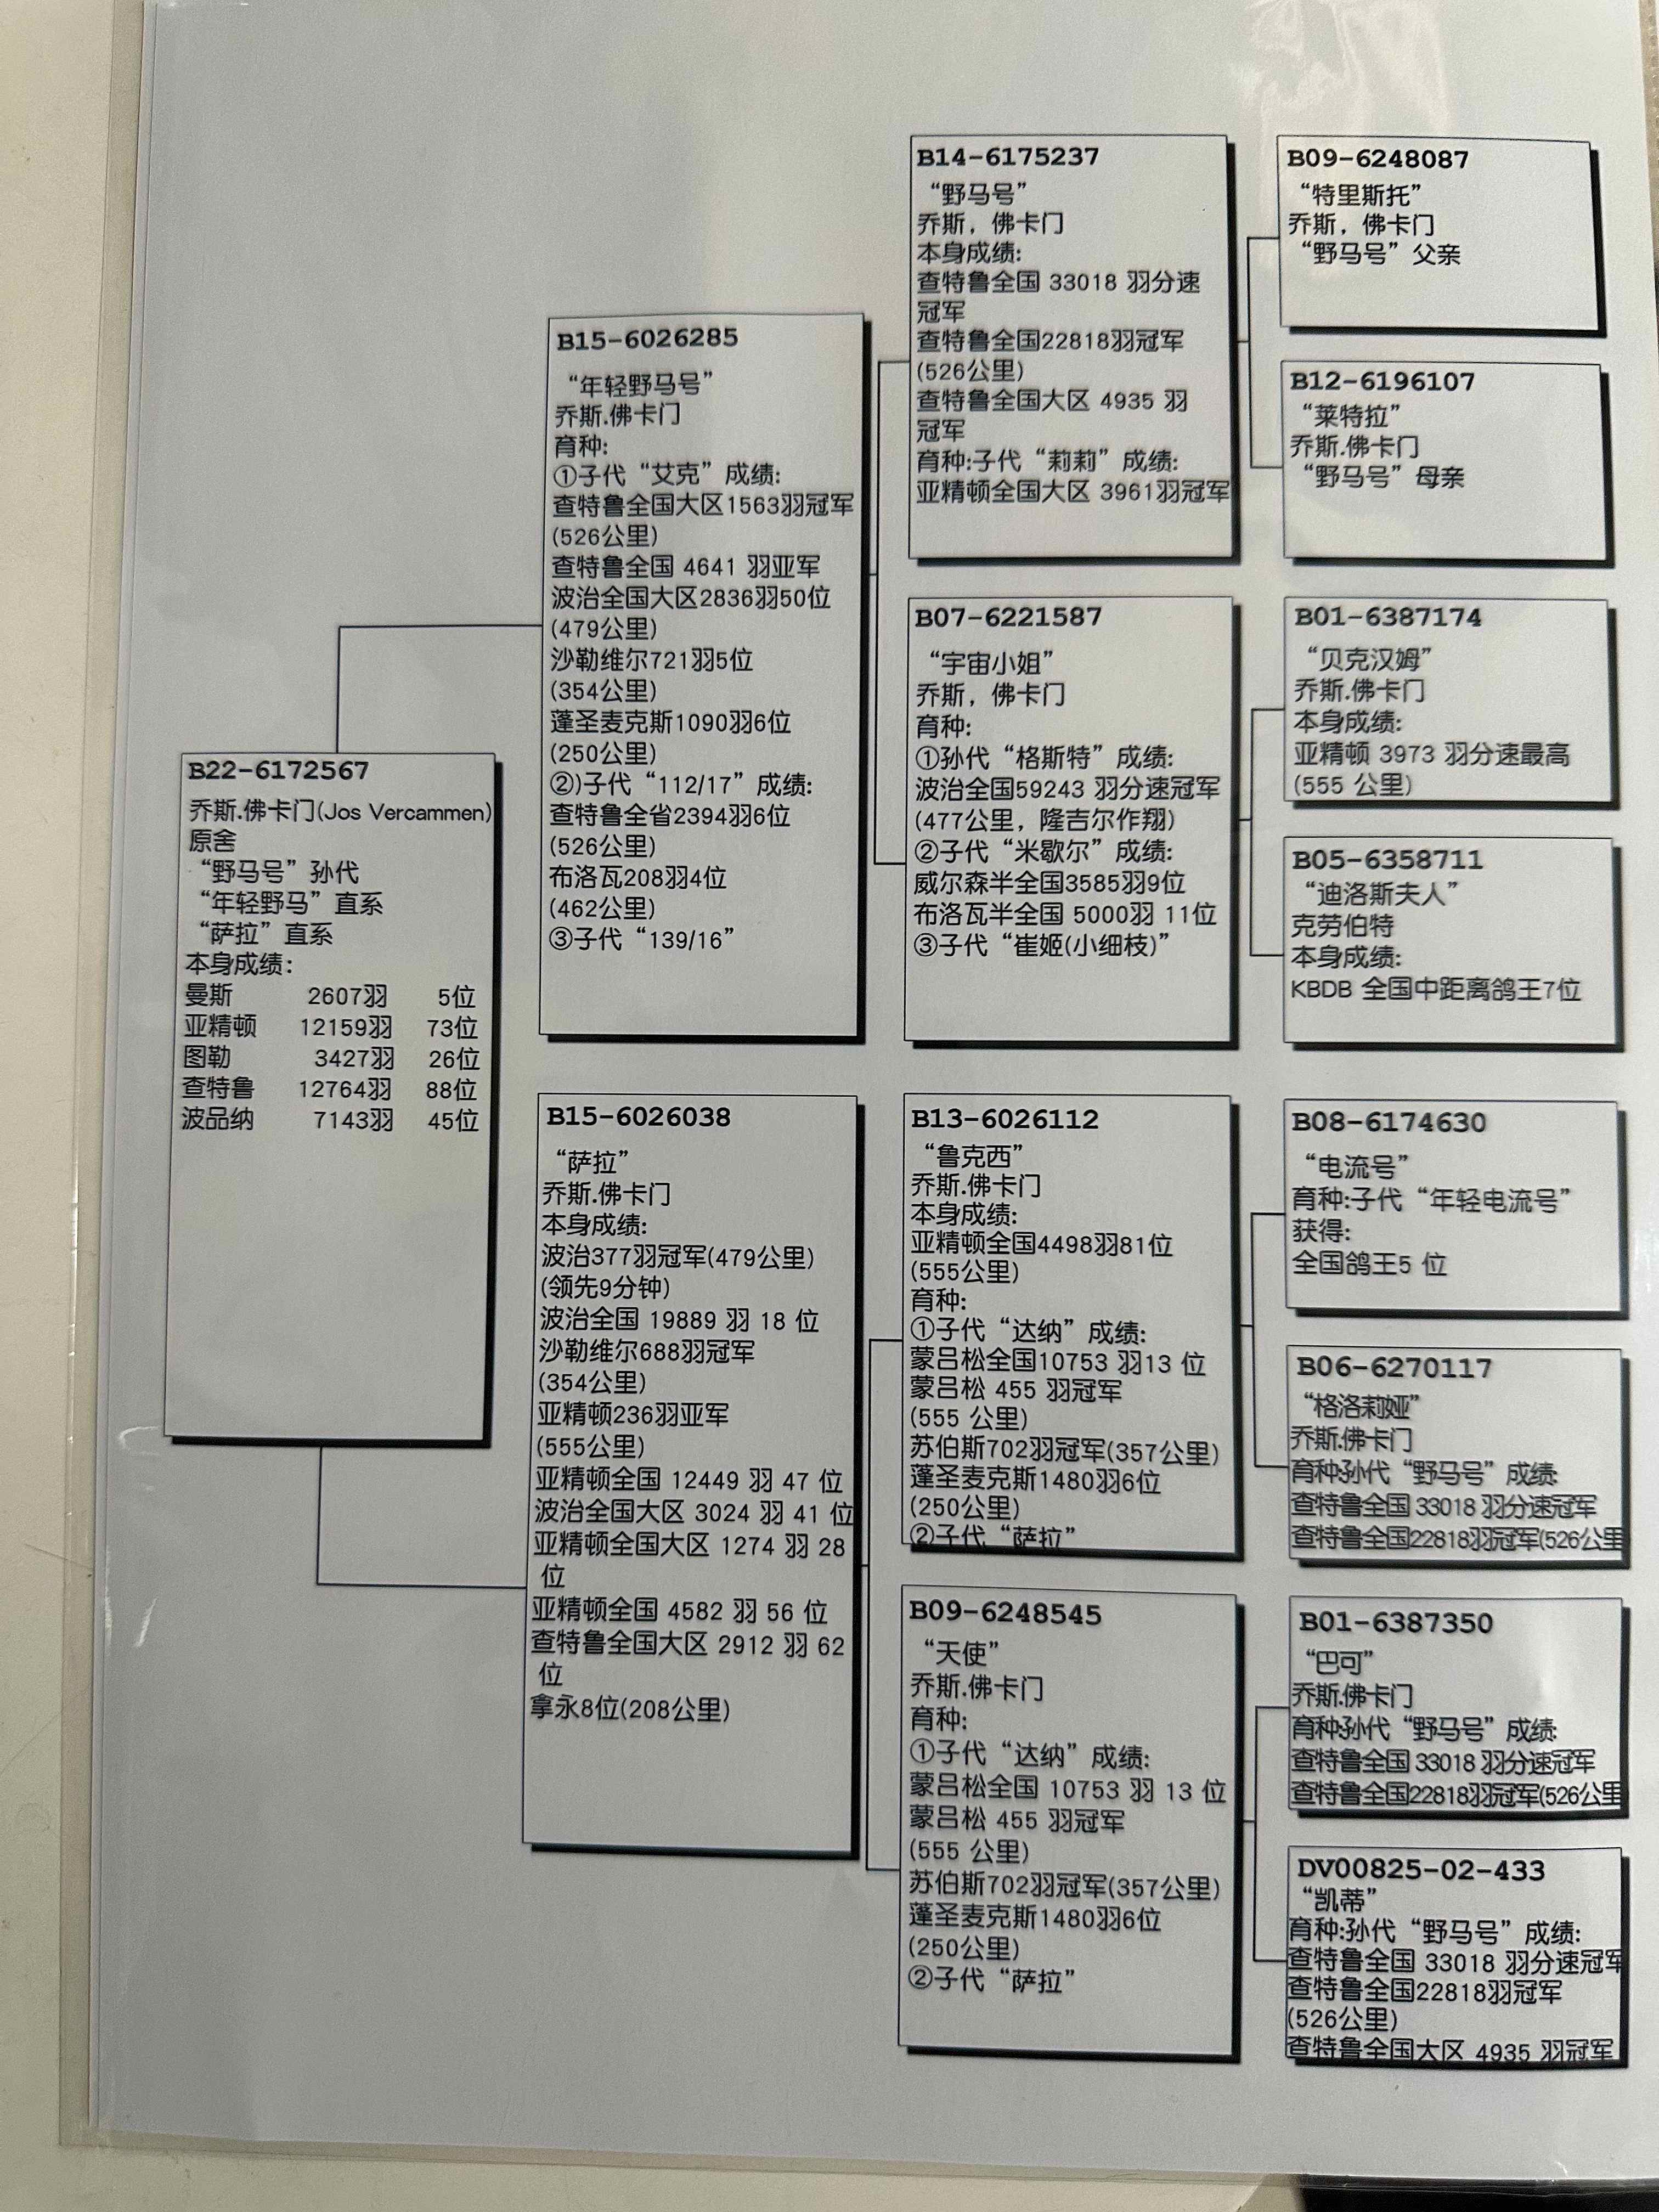 B22-6172567
乔斯.佛卡门(Jos Vercammen)
原舍
“野马号”孙代
“年轻野马”直系
“萨拉”直系
本身成绩:
曼斯 2607羽 5位
亚精顿 12159羽 73位
图勒 3427羽 26位
查特鲁 12764羽 88位
波品纳 7143羽 45位
B15-6026285
“年轻野马号”
乔斯.佛卡门
育种:
①子代“艾克”成绩:
查特鲁全国大区1563羽冠军
(526公里)
查特鲁全国 4641 羽亚军
波治全国大区2836羽50位
(479公里)
沙勒维尔721羽5位
(354公里)
蓬圣麦克斯1090羽6位
(250公里)
②)子代“112/17”成绩:
查特鲁全省2394羽6位
(526公里)
布洛瓦208羽4位
(462公里)
③子代“139/16”
B15-6026038
“萨拉”
乔斯.佛卡门
本身成绩:
波治377羽冠军(479公里)
(领先9分钟)
波治全国 19889 羽 18 位
沙勒维尔688羽冠军
(354公里)
亚精顿236羽亚军
(555公里)
亚精顿全国 12449 羽 47 位
波治全国大区 3024 羽 41 位
亚精顿全国大区 1274 羽 28
位
亚精顿全国 4582 羽 56 位
查特鲁全国大区 2912 羽 62
位
拿永8位(208公里)
B14-6175237
“野马号”
乔斯，佛卡门
本身成绩:
查特鲁全国 33018 羽分速
冠军
查特鲁全国22818羽冠军
(526公里)
查特鲁全国大区 4935 羽
冠军
育种:子代“莉莉”成绩:
亚精顿全国大区 3961羽冠军
B07-6221587
“宇宙小姐”
乔斯，佛卡门
育种:
①孙代“格斯特”成绩:
波治全国59243 羽分速冠军
(477公里，隆吉尔作翔)
②子代“米歇尔”成绩:
威尔森半全国3585羽9位
布洛瓦半全国 5000羽 11位
③子代“崔姬(小细枝)”
B13-6026112
“鲁克西”
乔斯.佛卡门
本身成绩:
亚精顿全国4498羽81位
(555公里)
育种:
①子代“达纳”成绩:
蒙吕松全国10753 羽13 位
蒙吕松 455 羽冠军
(555 公里)
苏伯斯702羽冠军(357公里)
蓬圣麦克斯1480羽6位
(250公里)
②子代“萨拉”
B09-6248545
“天使”
乔斯.佛卡门
育种:
①子代“达纳”成绩:
蒙吕松全国 10753 羽 13 位
蒙吕松 455 羽冠军
(555 公里)
苏伯斯702羽冠军(357公里)
蓬圣麦克斯1480羽6位
(250公里)
②子代“萨拉”
B09-6248087
“特里斯托”
乔斯，佛卡门
“野马号”父亲
B12-6196107
“莱特拉”
乔斯.佛卡门
“野马号”母亲
B01-6387174
“贝克汉姆”
乔斯.佛卡门
本身成绩:
亚精顿 3973 羽分速最高
(555 公里)
B05-6358711
“迪洛斯夫人”
克劳伯特
本身成绩:
KBDB 全国中距离鸽王7位
B08-6174630
“电流号”
育种:子代“年轻电流号”
获得:
全国鸽王5 位
B06-6270117
“格洛莉娅”
乔斯.佛卡门
育种:孙代“野马号”成绩:
查特鲁全国 33018 羽分速冠军
查特鲁全国22818羽冠军(526公里
B01-6387350
“巴可”
乔斯.佛卡门
育种:孙代“野马号”成绩:
查特鲁全国 33018 羽分速冠军
查特鲁全国22818羽冠军(526公里
DV00825-02-433
“凯蒂”
育种:孙代“野马号”成绩:
查特鲁全国 33018 羽分速冠军
查特鲁全国22818羽冠军
(526公里)
查特鲁全国大区 4935 羽冠军